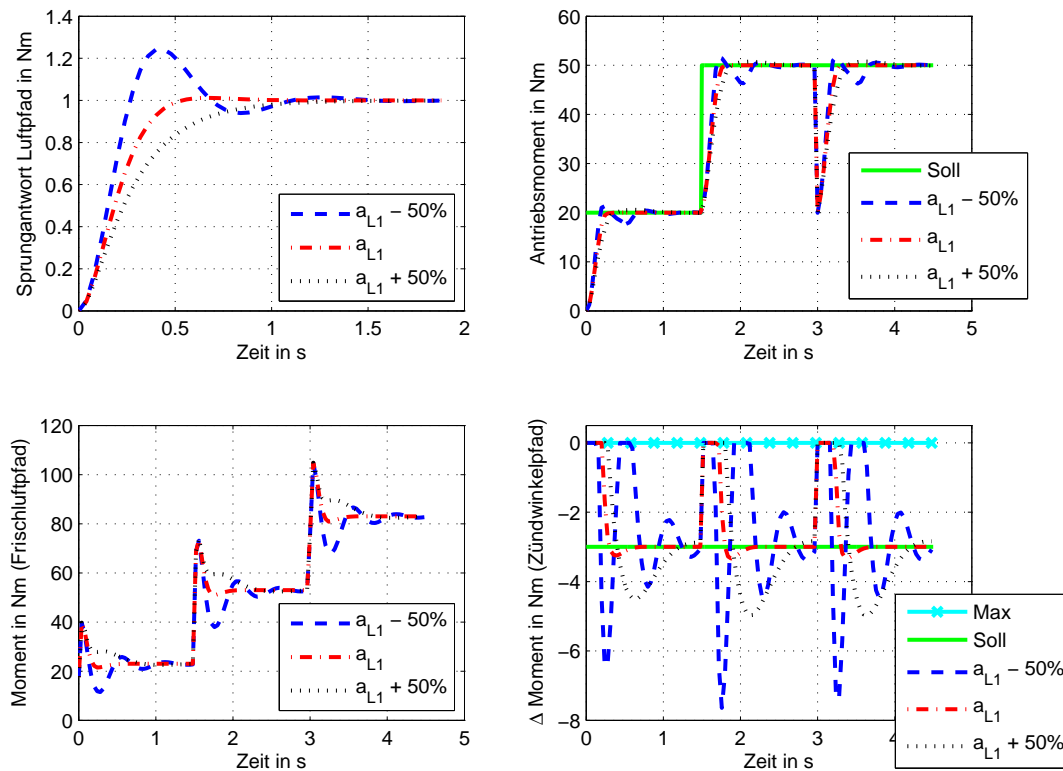 1.4
1.2
1
0.8
0.6
0.4
0.2
0
0 0.5 1 1.5 2
Zeit in s
Sprungantwort Luftpfad in Nm
a_L1 − 50%
a_L1
a_L1 + 50%
60
50
40
30
20
10
0
0 1 2 3 4 5
Zeit in s
Antriebsmoment in Nm
Soll
a_L1 − 50%
a_L1
a_L1 + 50%
120
100
80
60
40
20
0
0 1 2 3 4 5
Zeit in s
Moment in Nm (Frischluftpfad)
a_L1 − 50%
a_L1
a_L1 + 50%
0
−2
−4
−6
−8
0 1 2 3 4
Zeit in s
Δ Moment in Nm (Zündwinkelpfad)
Max
Soll
a_L1 − 50%
a_L1
a_L1 + 50%